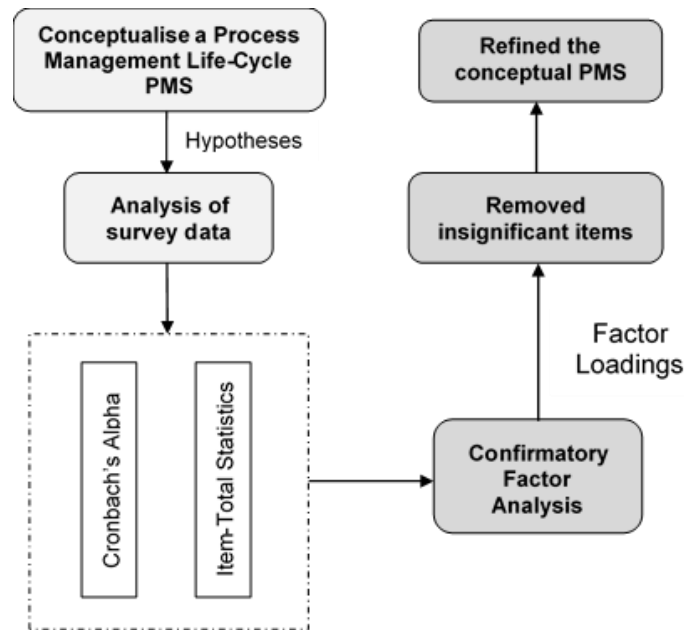 Conceptualise a Process
Management Life-Cycle
PMS
Hypotheses
Analysis of
survey data
Cronbach's Alpha
Item-Total Statistics
Confirmatory
Factor
Analysis
Factor
Loadings
Removed
insignificant items
Refined the
conceptual PMS